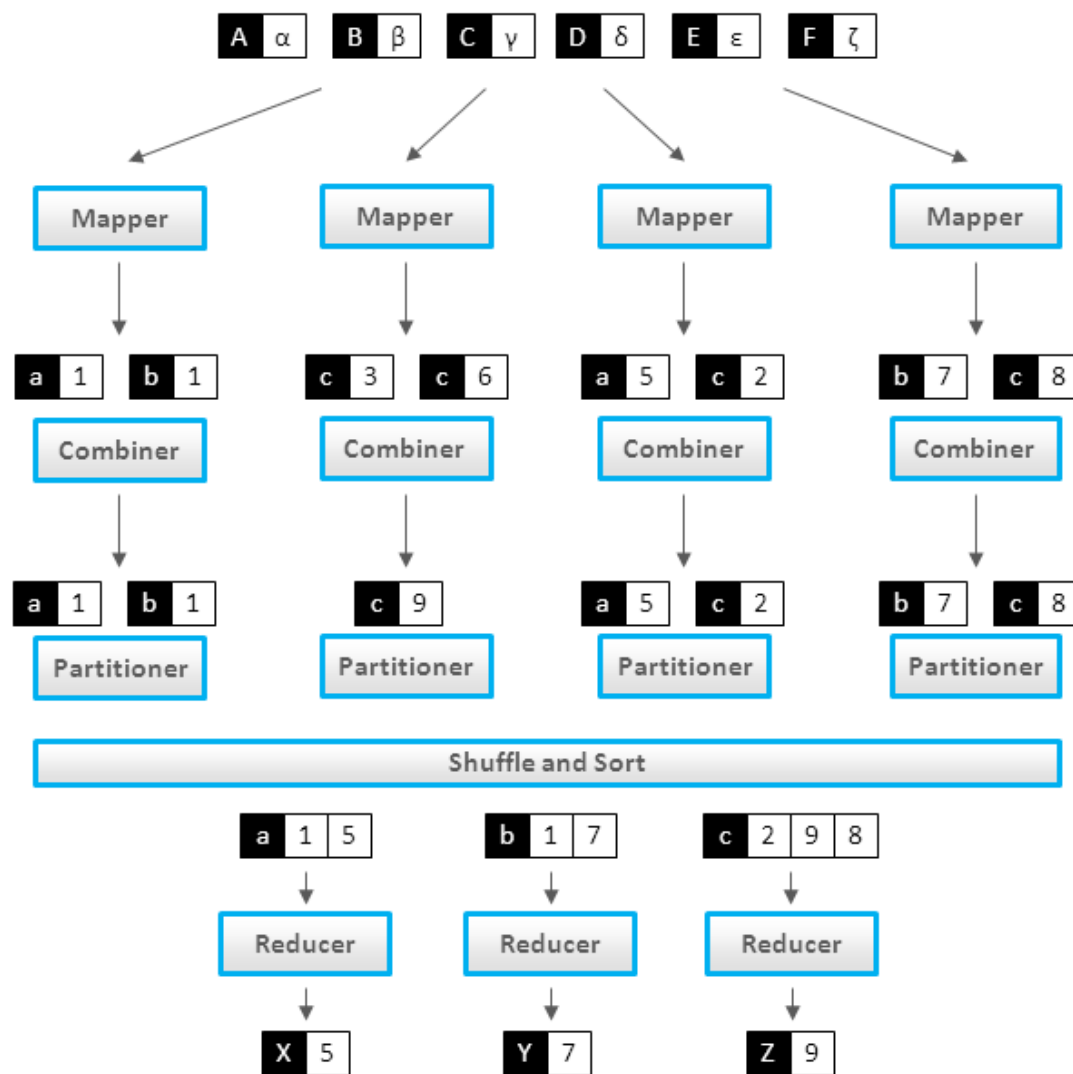 A α B β C γ D δ E ε F ζ
Mapper Mapper Mapper Mapper
a 1 b 1 c 3 c 6 a 5 c 2 b 7 c 8
Combiner Combiner Combiner Combiner
a 1 b 1 c 9 a 5 c 2 b 7 c 8
Partitioner Partitioner Partitioner Partitioner
Shuffle and Sort
a 1 5 b 1 7 c 2 9 8
Reducer Reducer Reducer
X 5 Y 7 Z 9